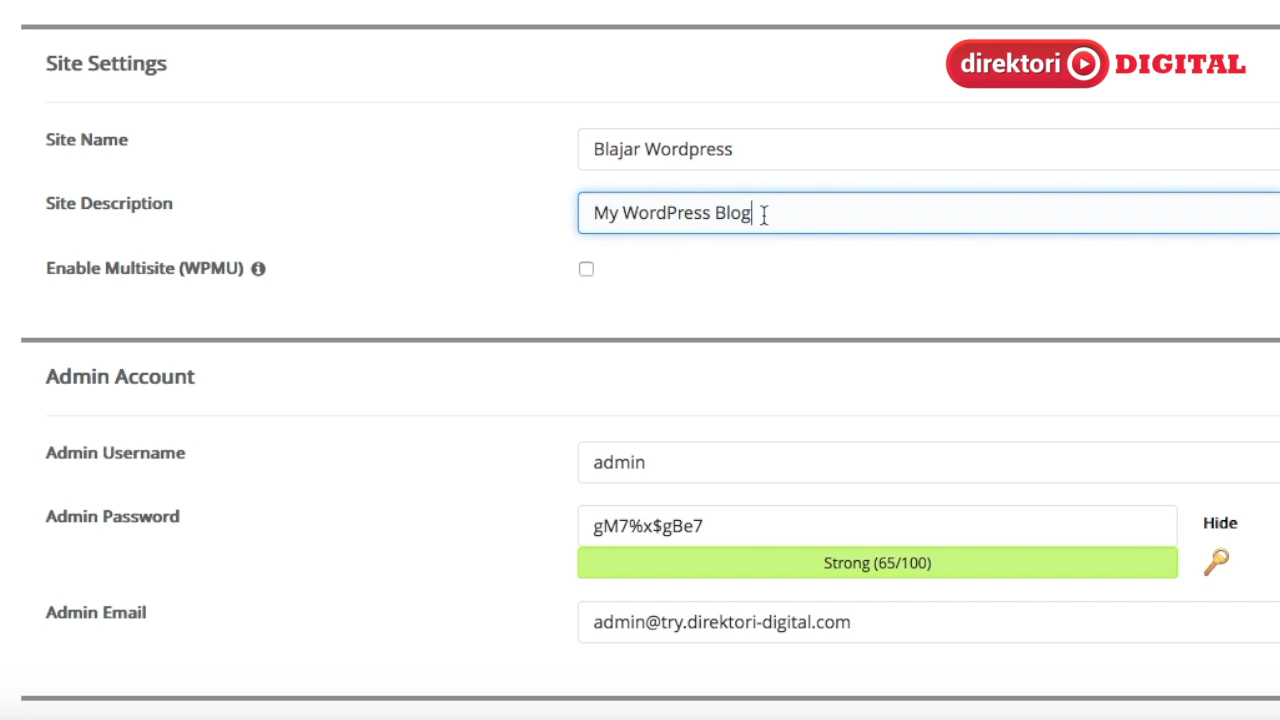 Site Settings
direktori DIGITAL
Site Name
Blajar Wordpress
Site Description
My WordPress Blog
Enable Multisite (WPMU)
Admin Account
Admin Username
admin
Admin Password
gM7%x$gBe7
Hide
Strong (65/100)
Admin Email
admin@try.direktori-digital.com